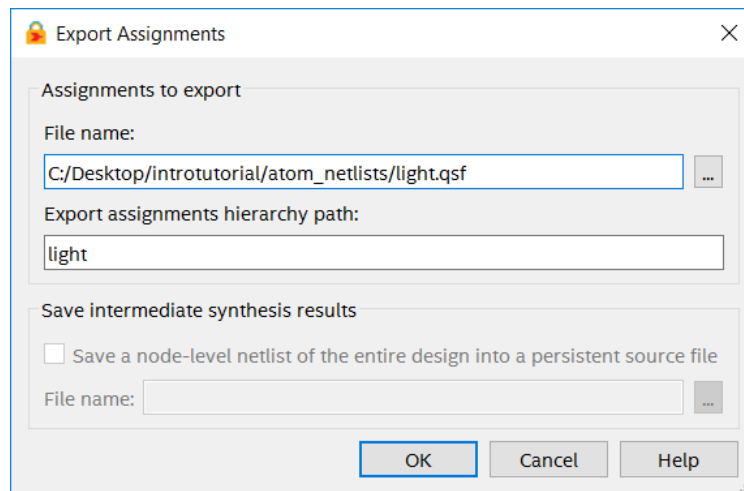 Export Assignments
Assignments to export
File name:
C:/Desktop/introtutorial/atom_netlists/light.qsf
...
Export assignments hierarchy path:
light
Save intermediate synthesis results
Save a node-level netlist of the entire design into a persistent source file
File name:
...
OK Cancel Help